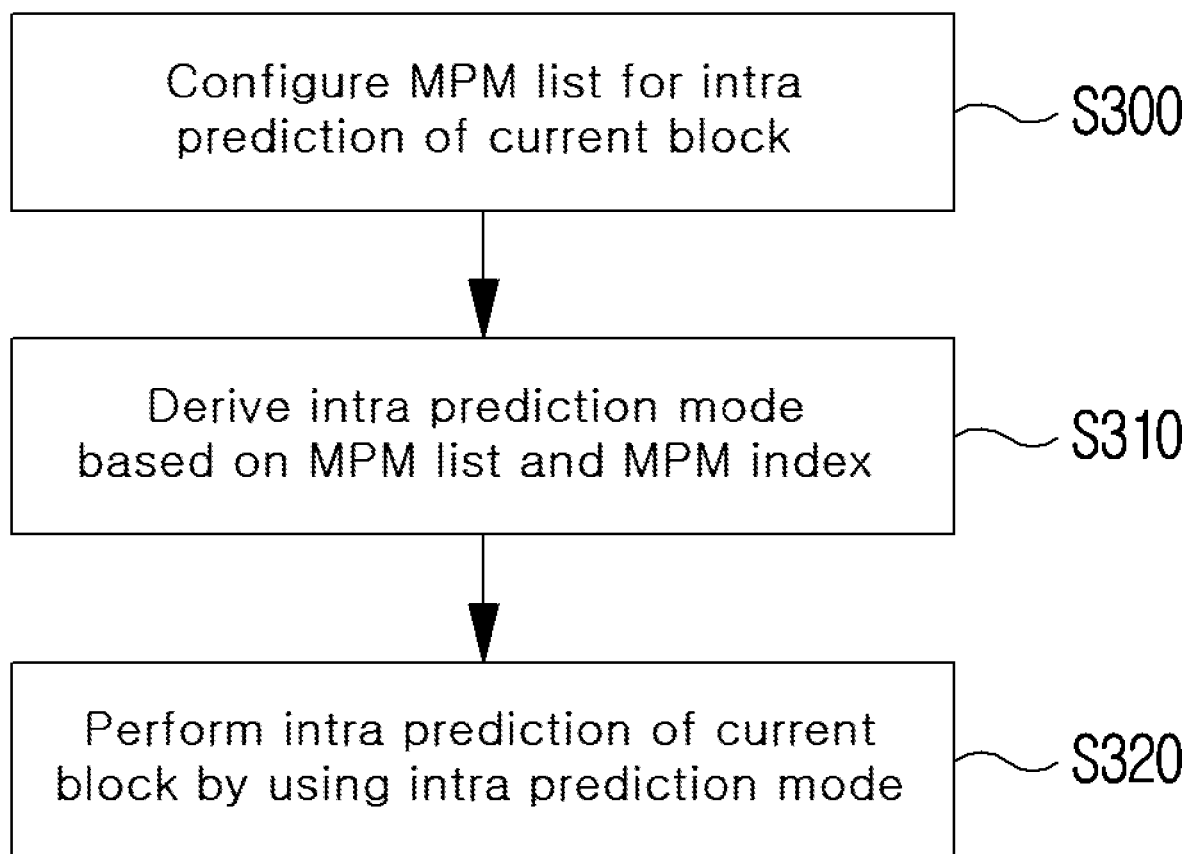 Configure MPM list for intra
prediction of current block
S300
Derive intra prediction mode
based on MPM list and MPM index
S310
Perform intra prediction of current
block by using intra prediction mode
S320